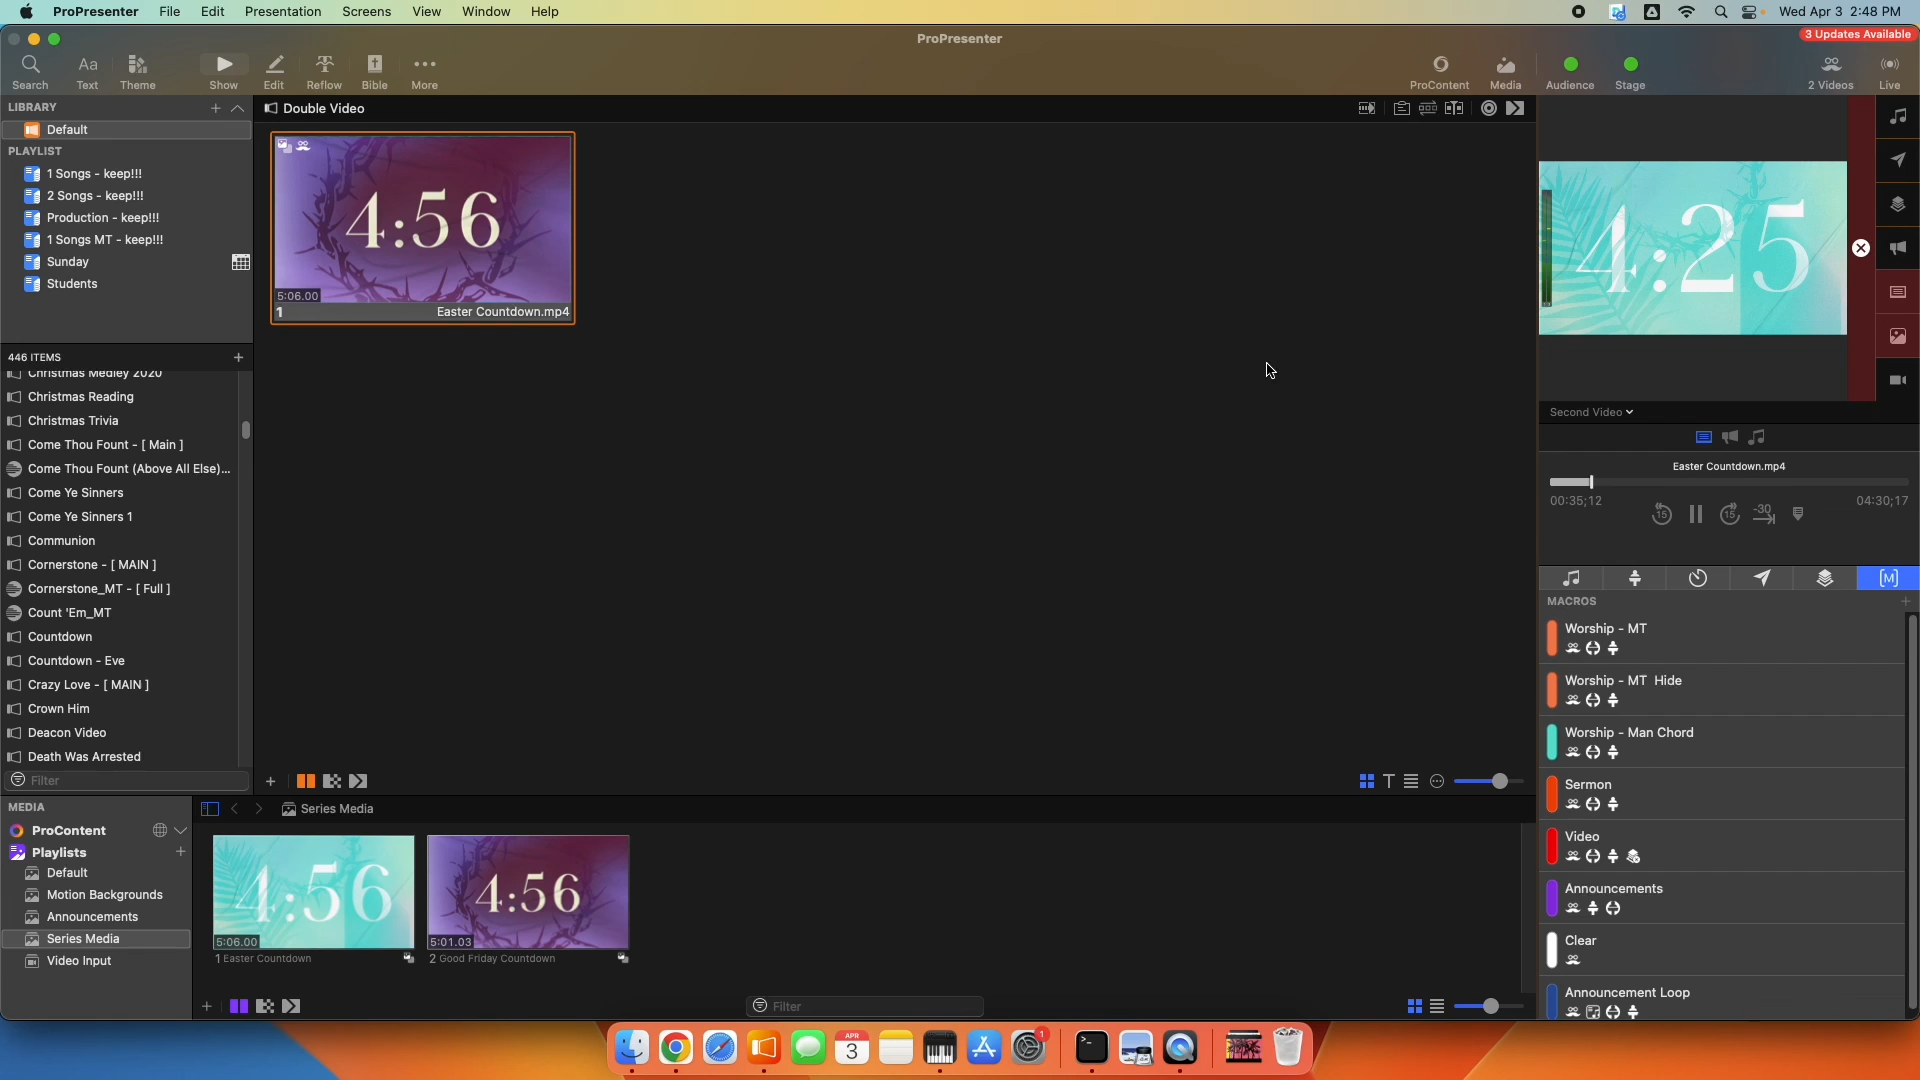 ProPresenter File Edit Presentation Screens View Window Help
Wed Apr 3 2:48 PM
ProPresenter
3 Updates Available
Search
Aa
Text
Theme
Show
Edit
Reflow
Bible
More
ProContent
Media
Audience
Stage
2 Videos
Live
LIBRARY
Default
PLAYLIST
1 Songs - keep!!!
2 Songs - keep!!!
Production - keep!!!
1 Songs MT - keep!!!
Sunday
Students
446 ITEMS
Christmas Medley 2020
Christmas Reading
Christmas Trivia
Come Thou Fount - [ Main ]
Come Thou Fount (Above All Else)...
Come Ye Sinners
Come Ye Sinners 1
Communion
Cornerstone - [ MAIN ]
Cornerstone_MT - [ Full ]
Count 'Em_MT
Countdown
Countdown - Eve
Crazy Love - [ MAIN ]
Crown Him
Deacon Video
Death Was Arrested
Filter
Double Video
4:56
5:06.00
1 Easter Countdown.mp4
4:25
Second Video
Easter Countdown.mp4
00:35;12
04:30;17
15
15
-30
[M]
MACROS
Worship - MT
Worship - MT Hide
Worship - Man Chord
Sermon
Video
Announcements
Clear
Announcement Loop
MEDIA
ProContent
Playlists
Default
Motion Backgrounds
Announcements
Series Media
Video Input
Series Media
4:56
5:06.00
1 Easter Countdown
4:56
5:01.03
2 Good Friday Countdown
Filter
APR
3
1